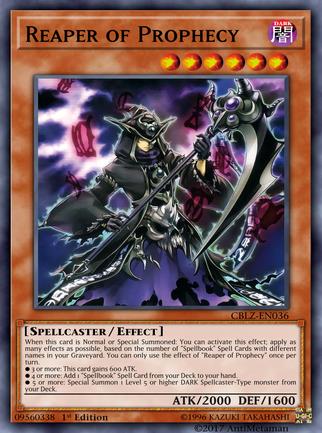 Reaper of Prophecy
DARK
闇
CBLZ-EN036
[Spellcaster / Effect]
When this card is Normal or Special Summoned: You can activate this effect; apply as
many effects as possible, based on the number of "Spellbook" Spell Cards with different
names in your Graveyard. You can only use the effect of "Reaper of Prophecy" once per
turn.
● 3 or more: This card gains 600 ATK.
● 4 or more: Add 1 "Spellbook" Spell Card from your Deck to your hand.
● 5 or more: Special Summon 1 Level 5 or higher DARK Spellcaster-Type monster from
your Deck.
ATK/2000 DEF/1600
09560338 1st Edition ©1996 KAZUKI TAKAHASHI
©2017 AntiMetaman